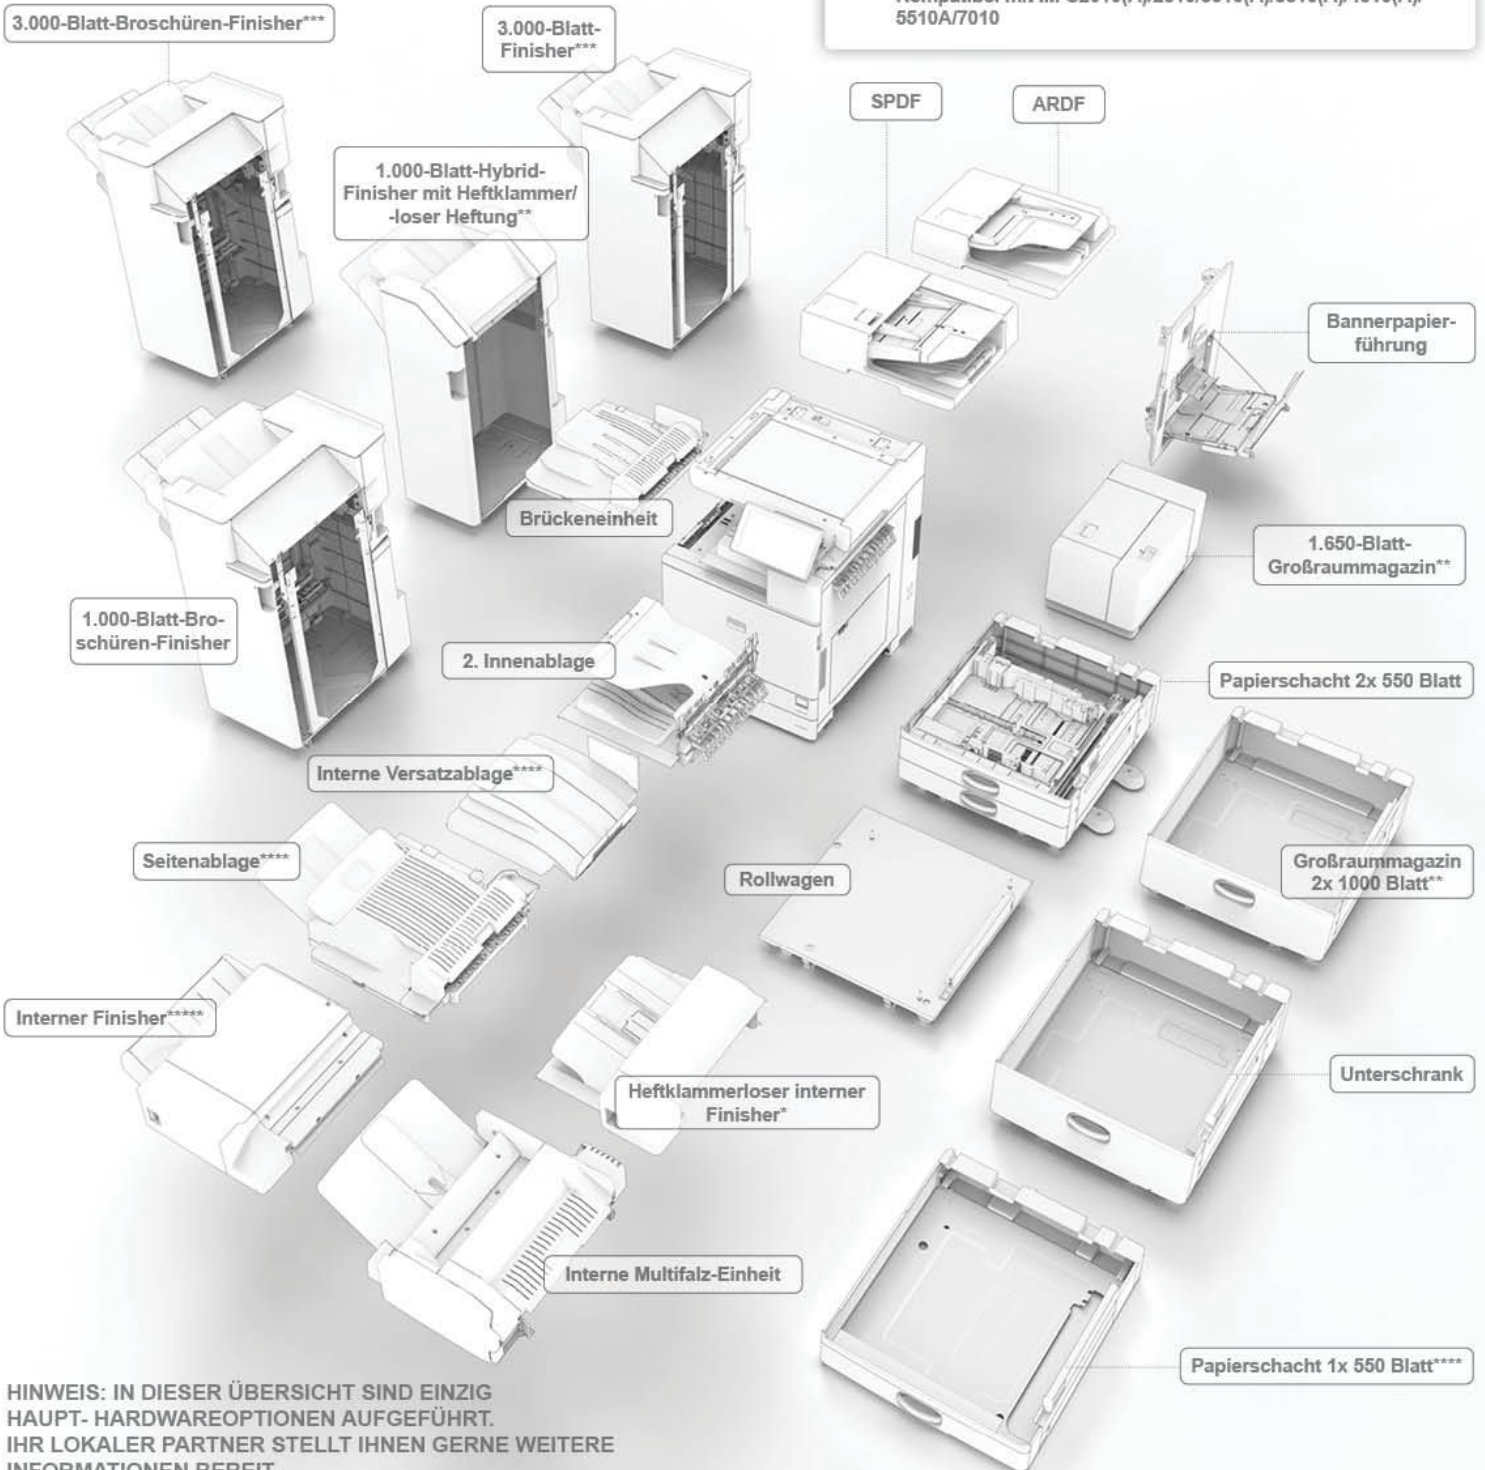 5510A/7010
3.000-Blatt-Broschüren-Finisher***
3.000-Blatt-
Finisher***
SPDF
ARDF
1.000-Blatt-Hybrid-
Finisher mit Heftklammer/
-loser Heftung**
Bannerpapier-
führung
Brückeneinheit
1.650-Blatt-
Großraummagazin**
1.000-Blatt-Bro-
schüren-Finisher
2. Innenablage
Papierschacht 2x 550 Blatt
Interne Versatzablage****
Seitenablage****
Rollwagen
Großraummagazin
2x 1000 Blatt**
Interner Finisher*****
Unterschrank
Heftklammerloser interner
Finisher*
Interne Multifalz-Einheit
Papierschacht 1x 550 Blatt****
HINWEIS: IN DIESER ÜBERSICHT SIND EINZIG
HAUPT- HARDWAREOPTIONEN AUFGEFÜHRT.
IHR LOKALER PARTNER STELLT IHNEN GERNE WEITERE
INFORMATIONEN BEREIT